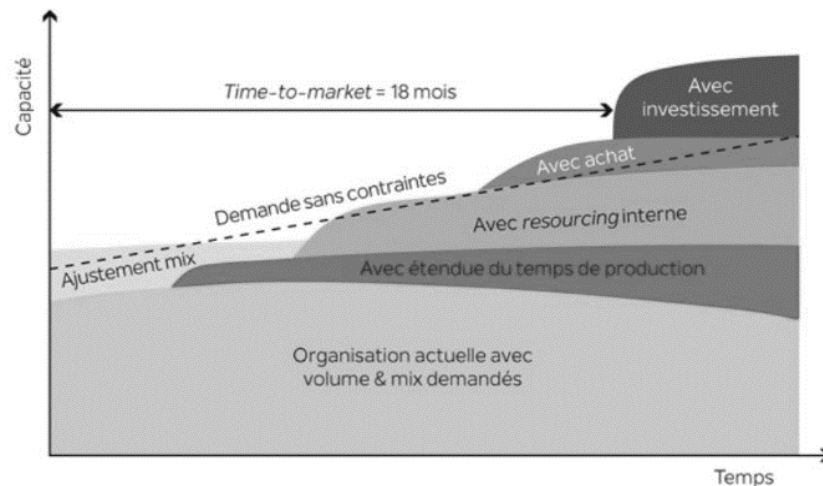 Capacité
Time-to-market = 18 mois
Avec
investissement
Avec achat
Demande sans contraintes
Avec resourcing interne
Ajustement mix
Avec étendue du temps de production
Organisation actuelle avec
volume & mix demandés
Temps